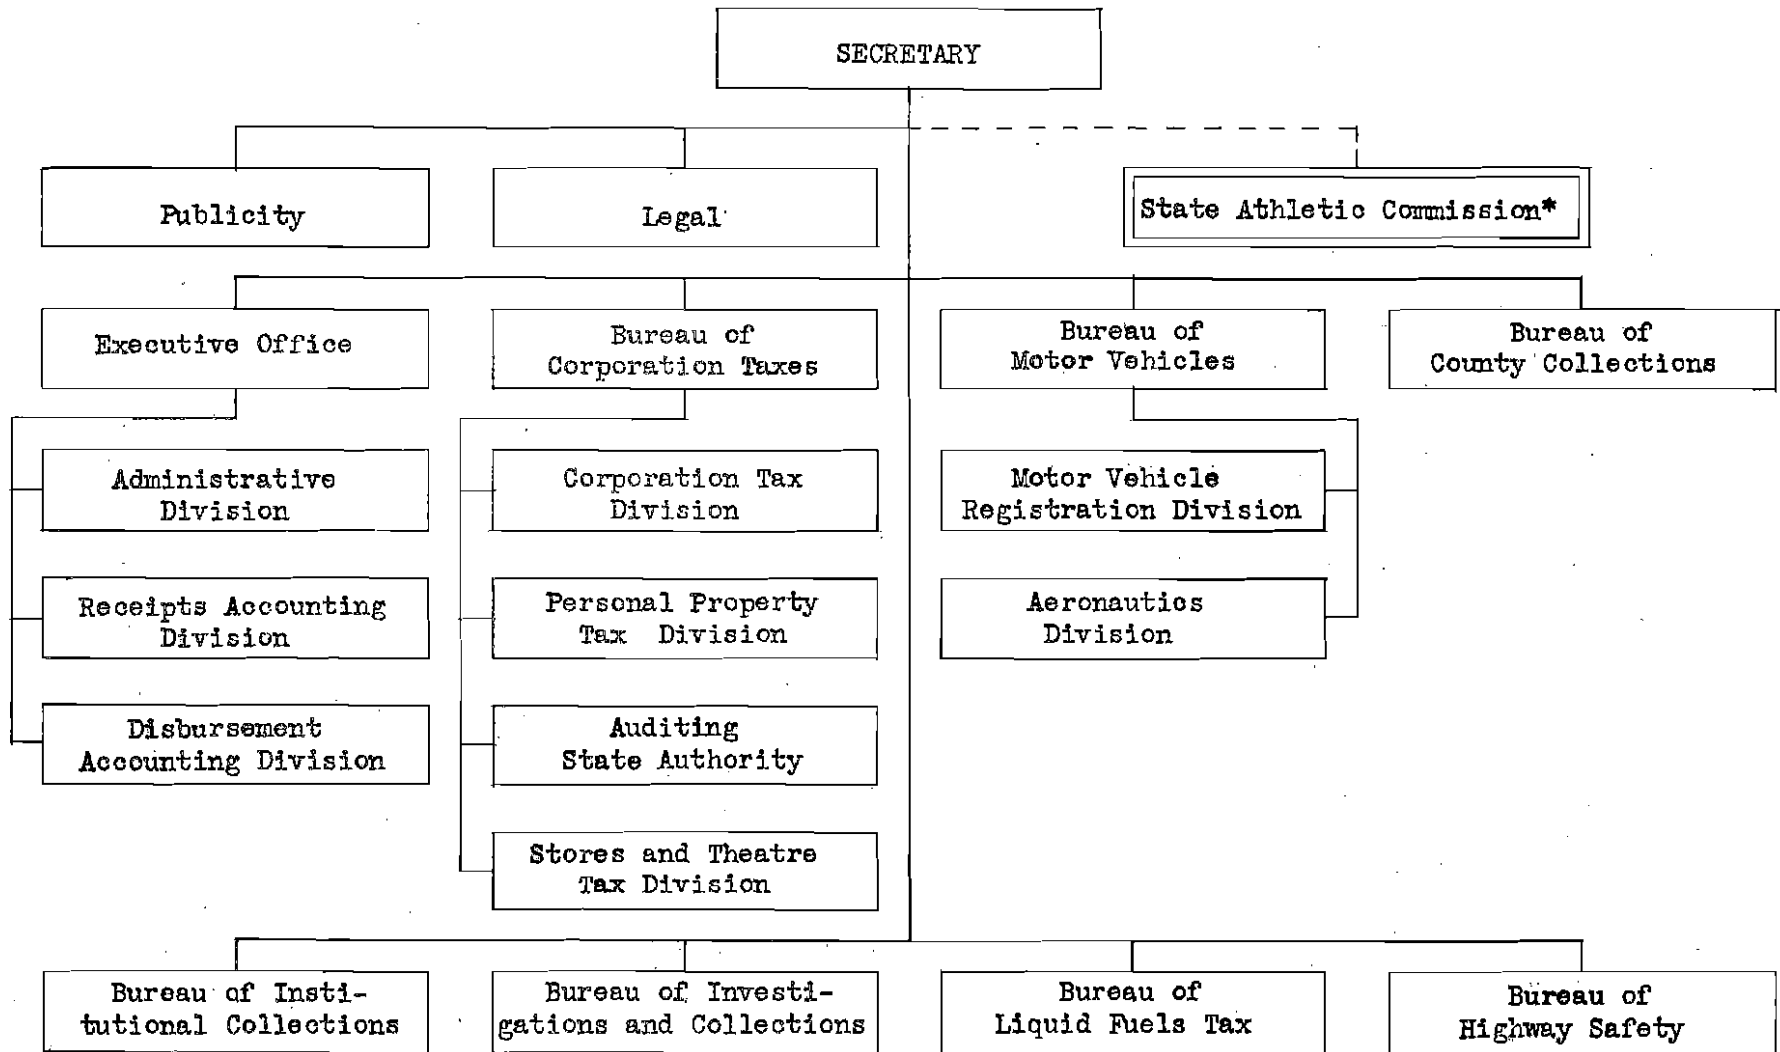 SECRETARY
Publicity
Legal
State Athletic Commission*
Executive Office
Bureau of
Corporation Taxes
Bureau of
Motor Vehicles
Bureau of
County Collections
Administrative
Division
Corporation Tax
Division
Motor Vehicle
Registration Division
Receipts Accounting
Division
Personal Property
Tax Division
Aeronautics
Division
Disbursement
Accounting Division
Auditing
State Authority
Stores and Theatre
Tax Division
Bureau of Insti-
tutional Collections
Bureau of Investi-
gations and Collections
Bureau of
Liquid Fuels Tax
Bureau of
Highway Safety